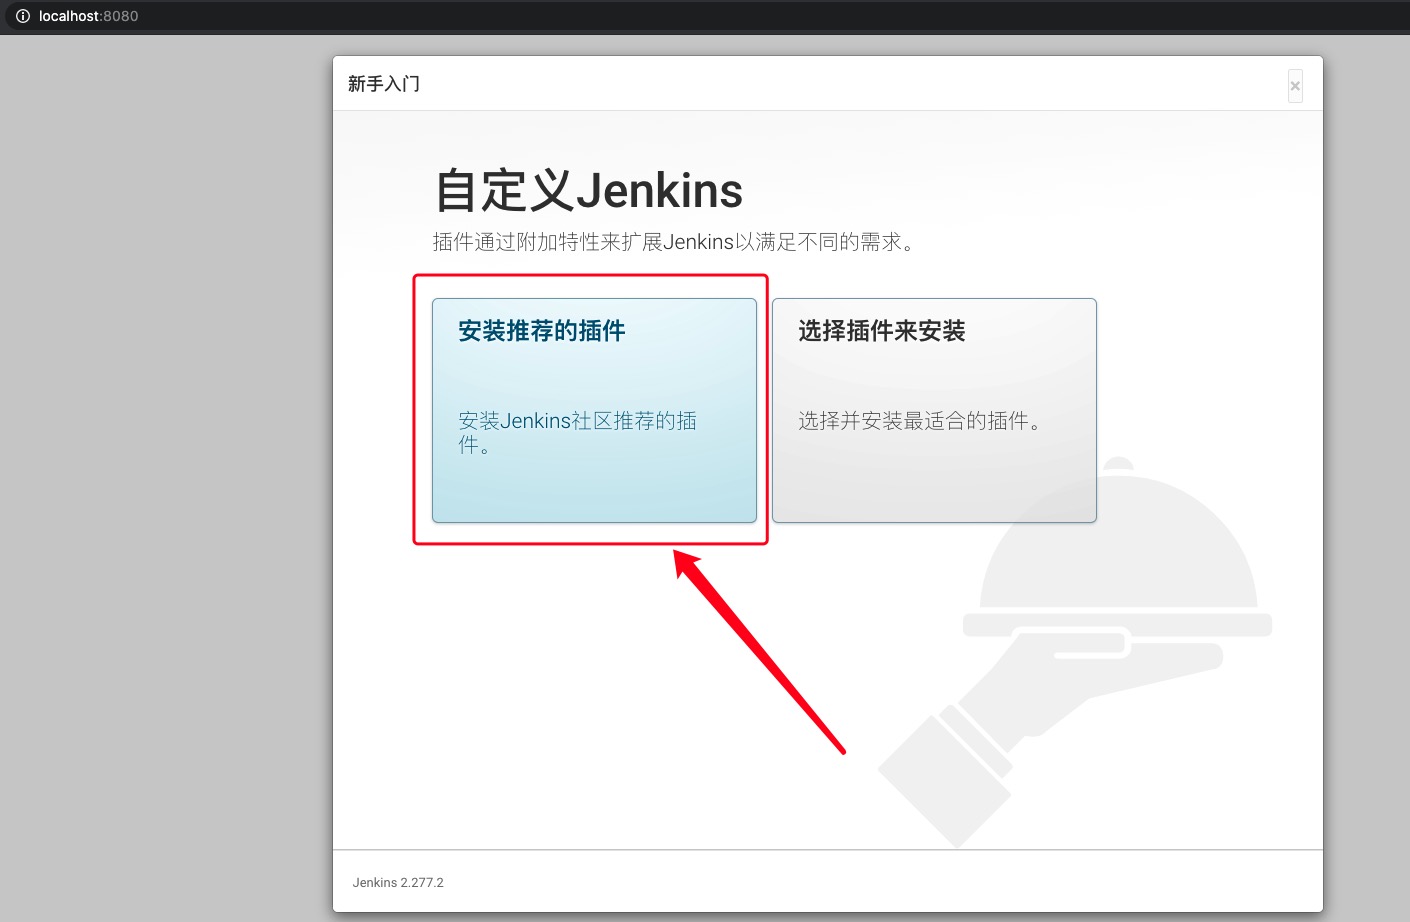 localhost:8080
新手入门
×
自定义Jenkins
插件通过附加特性来扩展Jenkins以满足不同的需求。
安装推荐的插件
安装Jenkins社区推荐的插
件。
选择插件来安装
选择并安装最适合的插件。
Jenkins 2.277.2